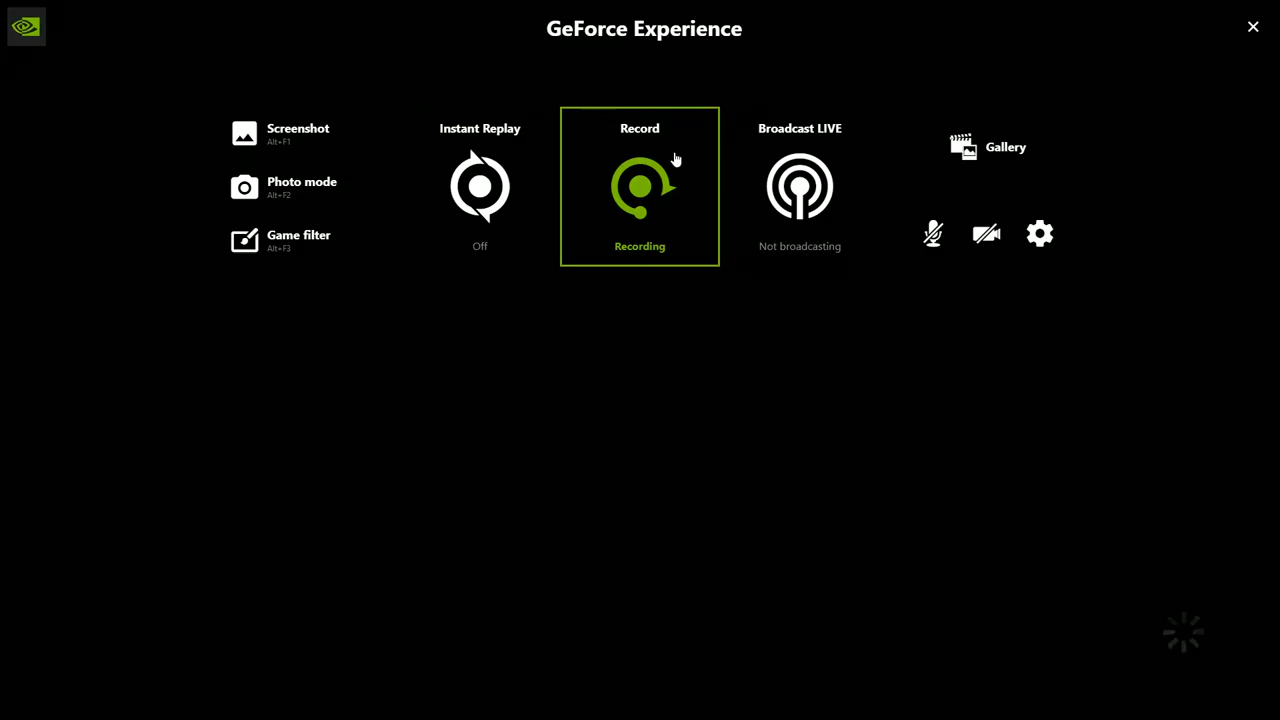 GeForce Experience
Screenshot
Alt+F1
Photo mode
Alt+F2
Game filter
Alt+F3
Instant Replay
Off
Record
Recording
Broadcast LIVE
Not broadcasting
Gallery